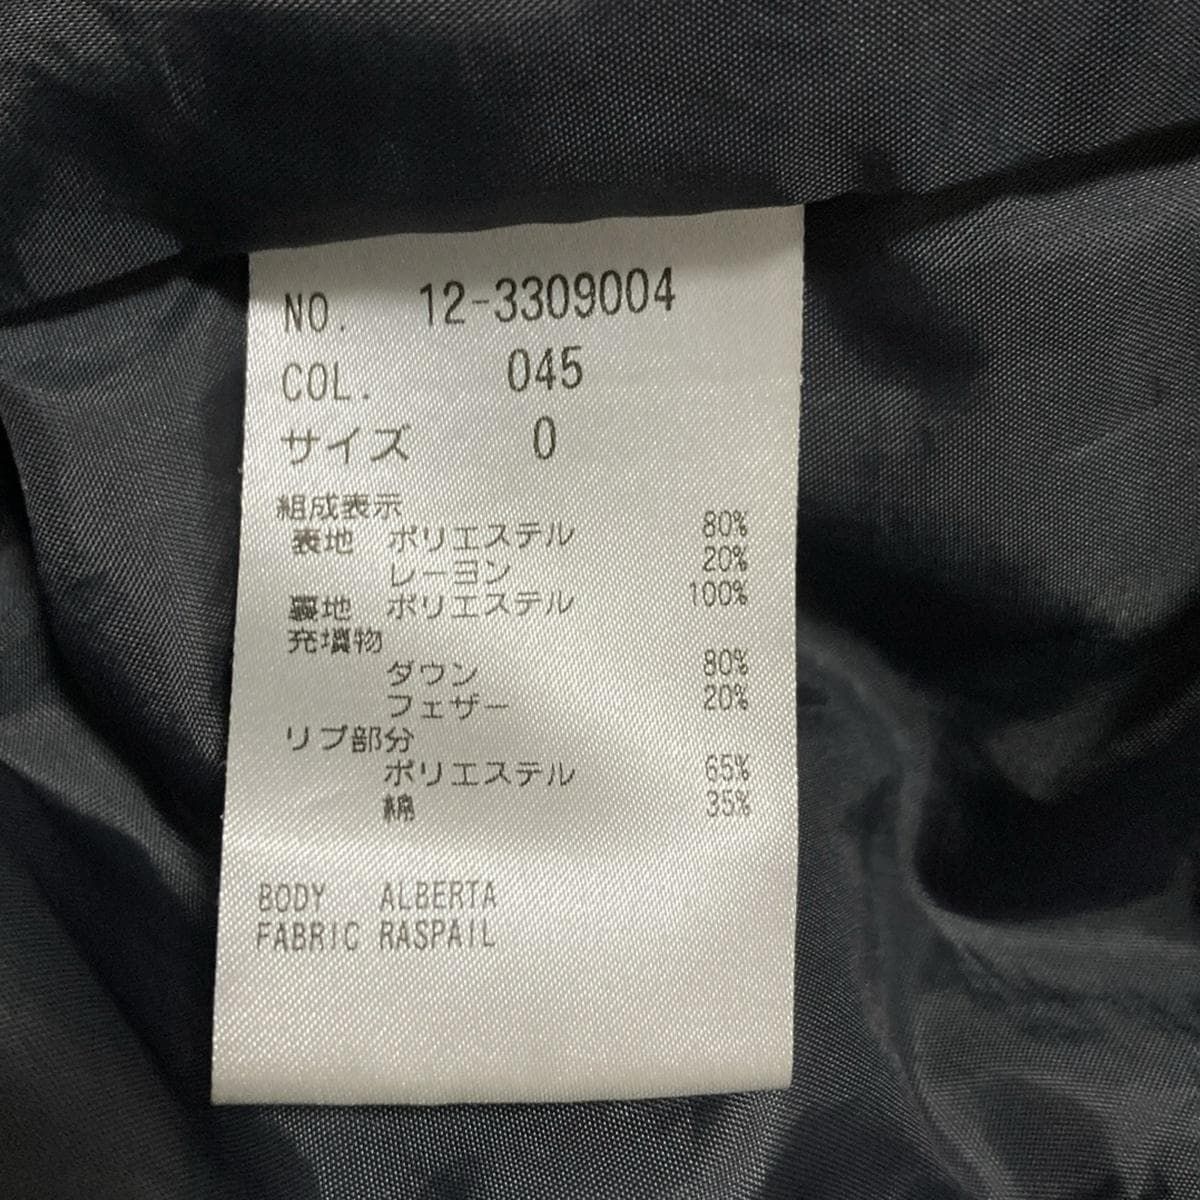 NO. 12-3309004
COL. 045
サイズ 0
組成表示
表地 ポリエステル 80%
レーヨン 20%
裏地 ポリエステル 100%
充填物
ダウン 80%
フェザー 20%
リブ部分
ポリエステル 65%
綿 35%
BODY ALBERTA
FABRIC RASPAIL